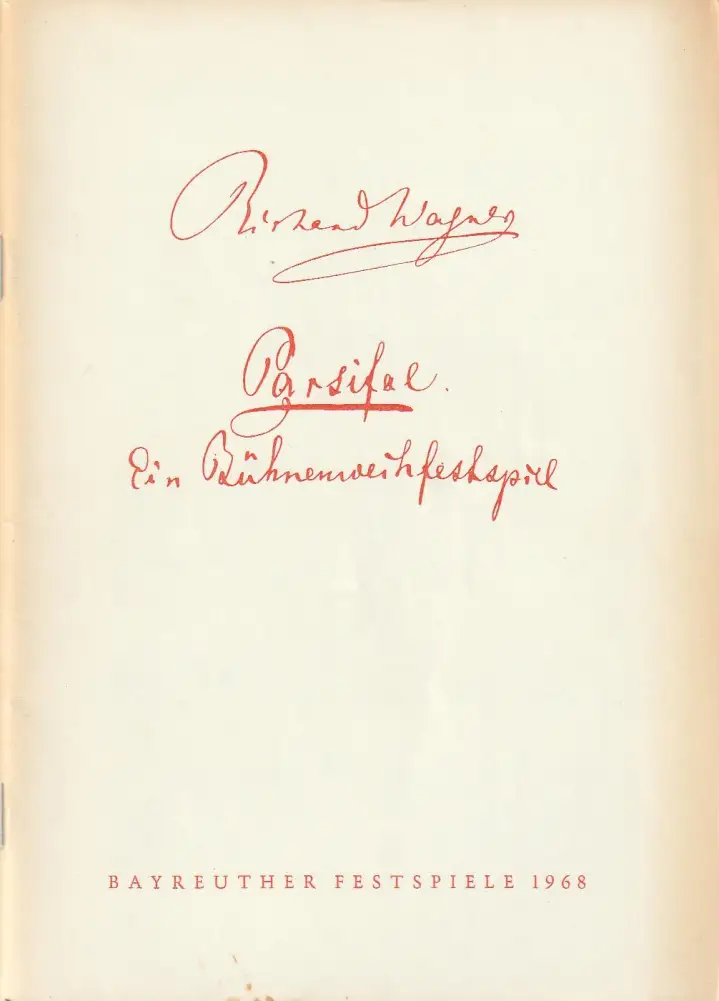 Richard Wagner
Parsifal.
Ein Bühnenweihfestspiel
BAYREUTHER FESTSPIELE 1968